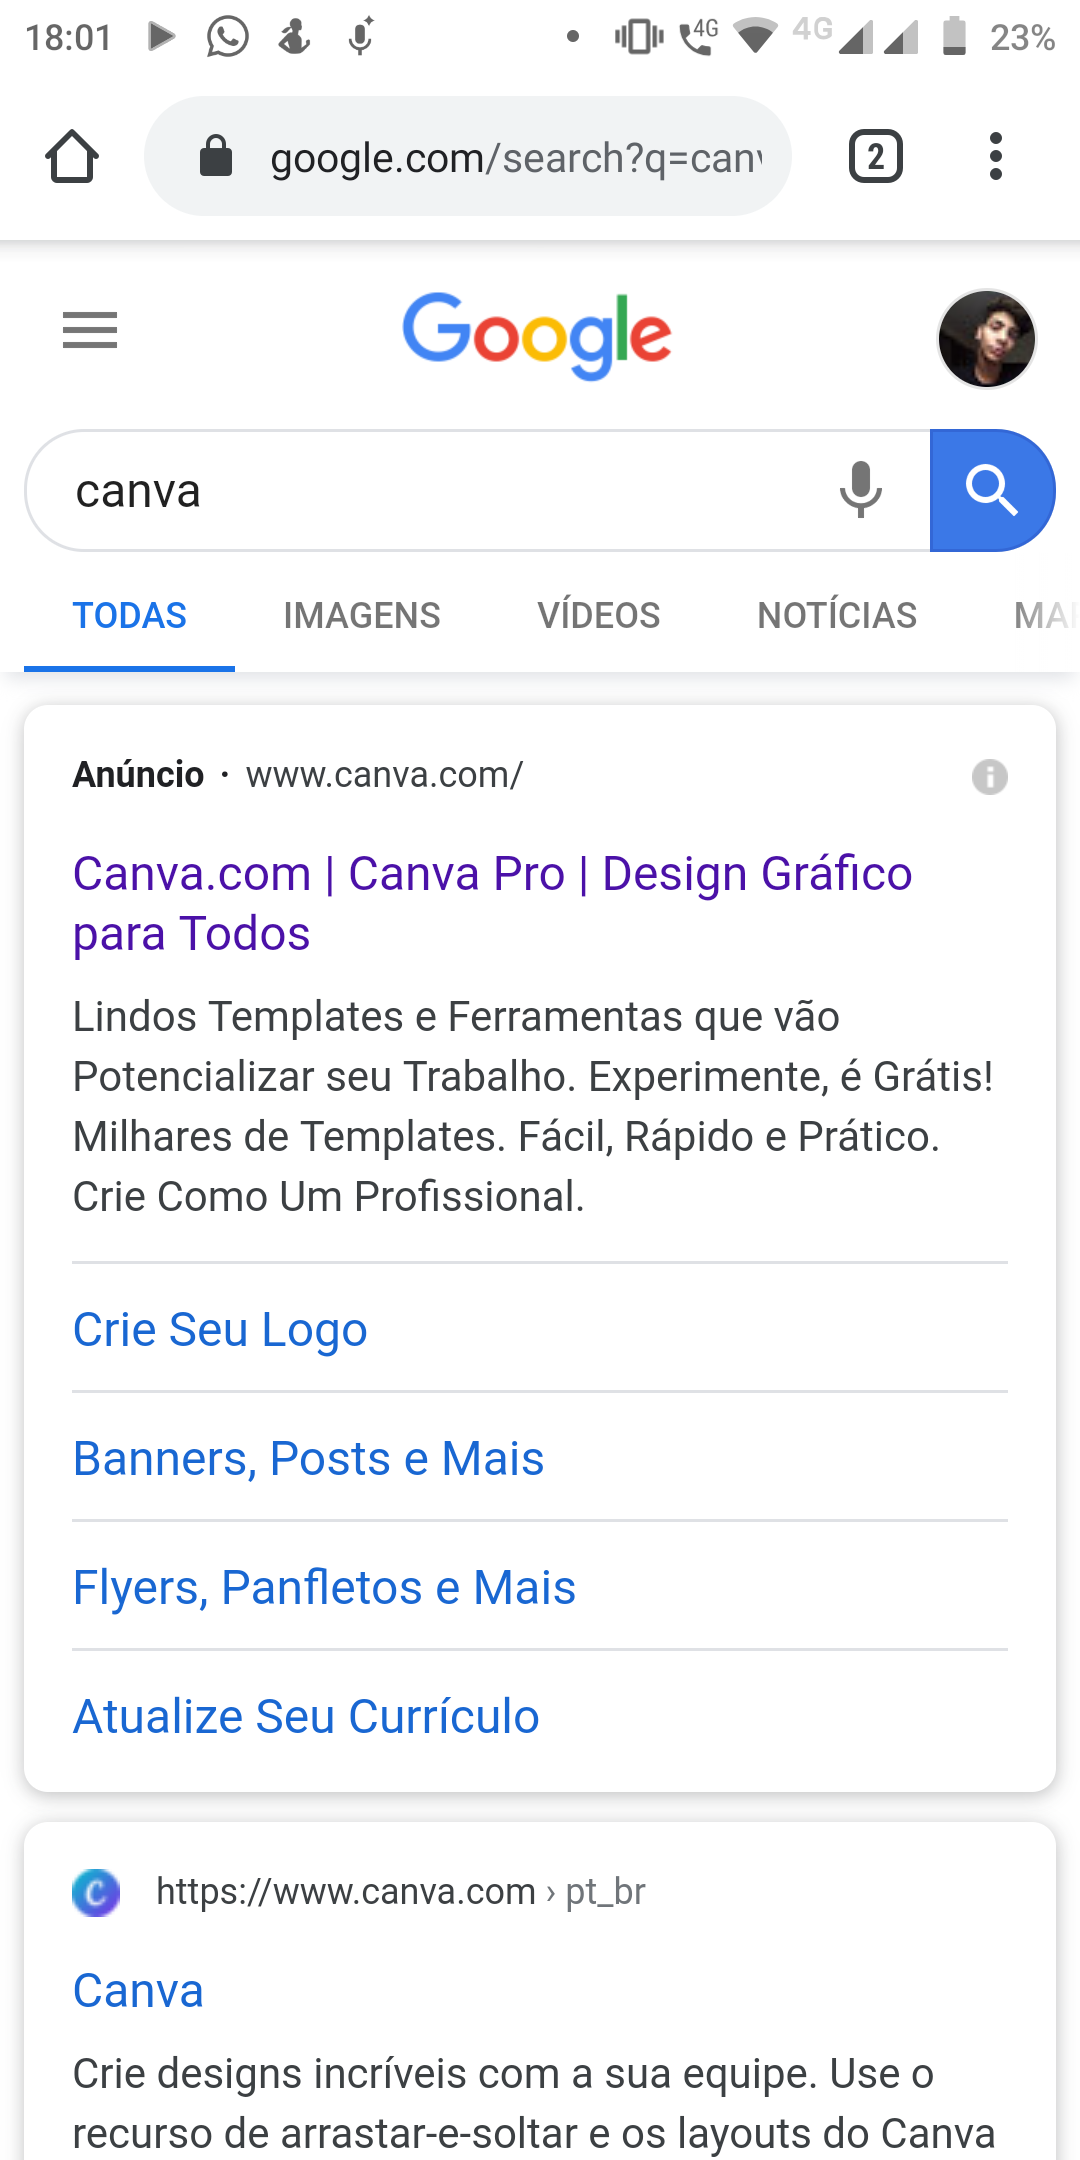 18:01 4G 4G 23%
google.com/search?q=can 2
Google
canva
TODAS IMAGENS VÍDEOS NOTÍCIAS MA
Anúncio · www.canva.com/
Canva.com | Canva Pro | Design Gráfico
para Todos
Lindos Templates e Ferramentas que vão
Potencializar seu Trabalho. Experimente, é Grátis!
Milhares de Templates. Fácil, Rápido e Prático.
Crie Como Um Profissional.
Crie Seu Logo
Banners, Posts e Mais
Flyers, Panfletos e Mais
Atualize Seu Currículo
C https://www.canva.com › pt_br
Canva
Crie designs incríveis com a sua equipe. Use o
recurso de arrastar-e-soltar e os layouts do Canva